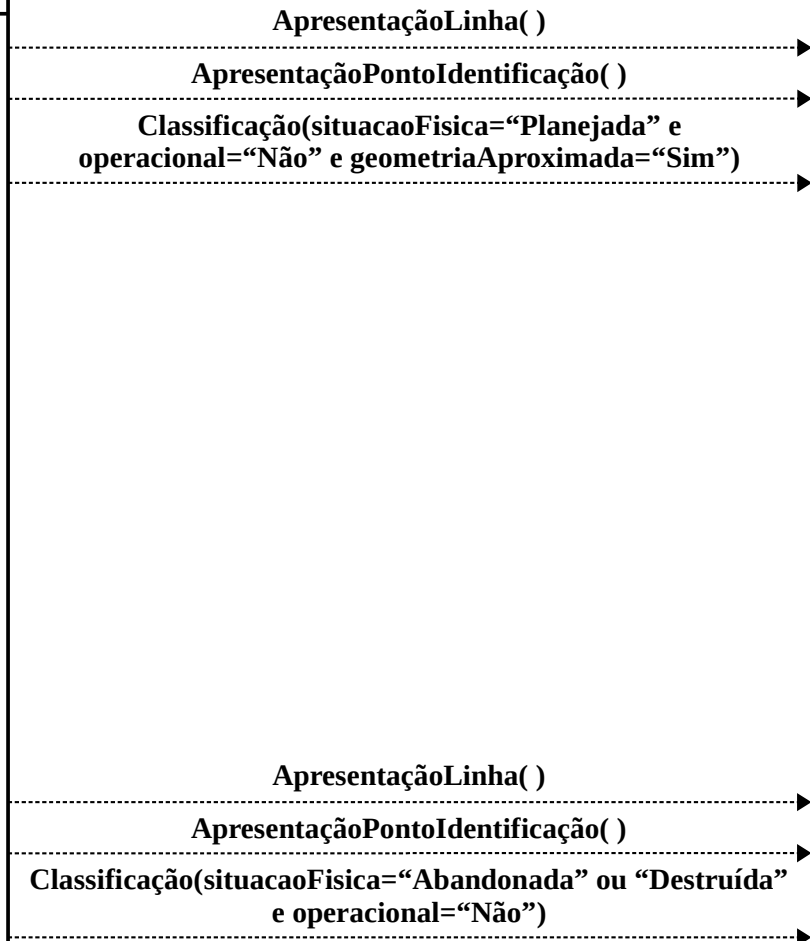 ApresentaçãoLinha( )
ApresentaçãoPontoIdentificação( )
Classificação(situacaoFisica=“Planejada” e
operacional=“Não” e geometriaAproximada=“Sim”)
ApresentaçãoLinha( )
ApresentaçãoPontoIdentificação( )
Classificação(situacaoFisica=“Abandonada” ou “Destruída”
e operacional=“Não”)